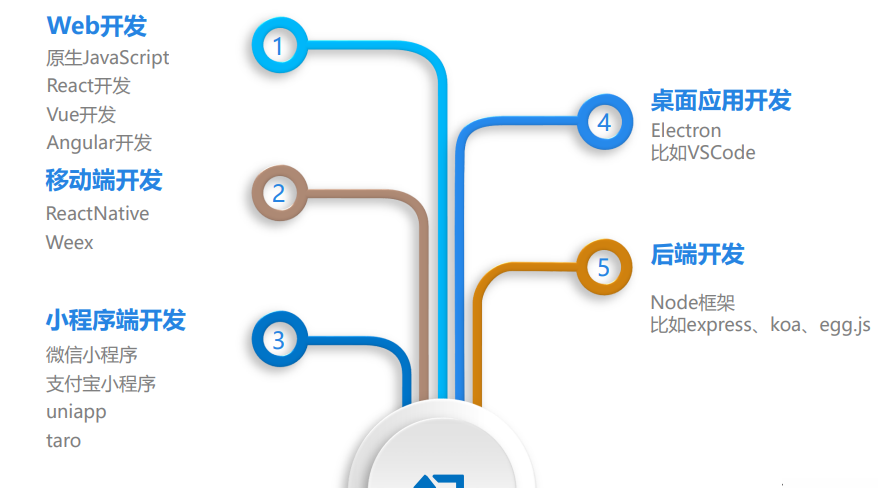 Web开发
原生JavaScript
React开发
Vue开发
Angular开发
1
移动端开发
ReactNative
Weex
2
小程序端开发
微信小程序
支付宝小程序
uniapp
taro
3
桌面应用开发
Electron
比如VSCode
4
后端开发
Node框架
比如express、koa、egg.js
5